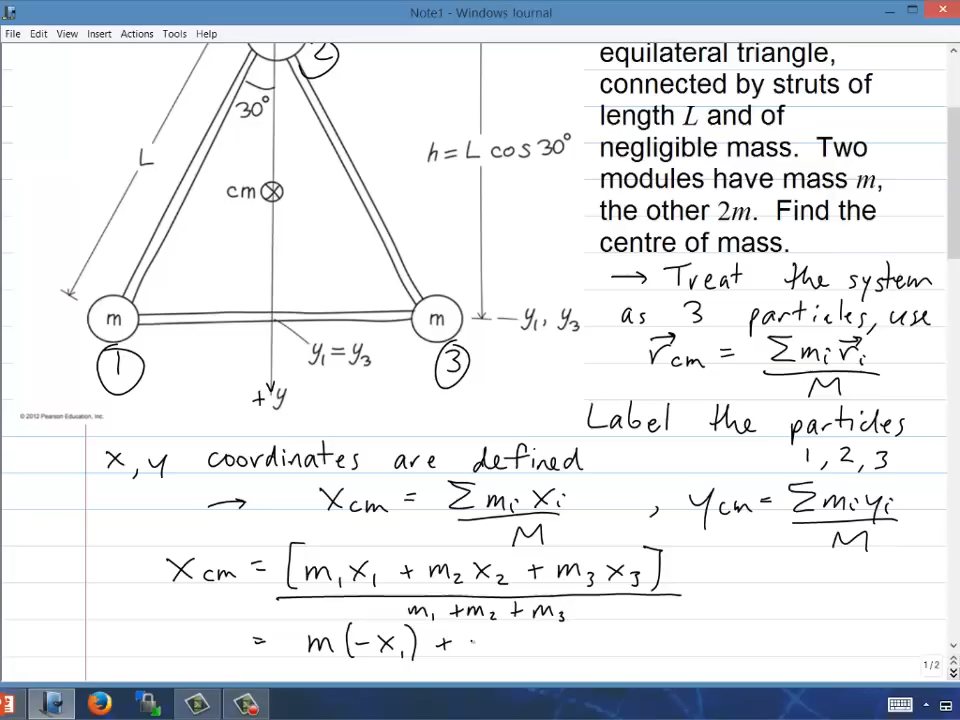 Note1 - Windows Journal
File Edit View Insert Actions Tools Help
2
30°
L
h = L cos 30°
cm
m
m
y₁, y₃
1
y₁ = y₃
3
+y
© 2012 Pearson Education, Inc.
equilateral triangle,
connected by struts of
length L and of
negligible mass. Two
modules have mass m,
the other 2m. Find the
centre of mass.
→ Treat the system
as 3 particles, use
r⃗cm = Σ mᵢ r⃗ᵢ / M
Label the particles
1, 2, 3
x, y coordinates are defined
→ Xcm = Σ mᵢ xᵢ / M , ycm = Σ mᵢ yᵢ / M
Xcm = [m₁x₁ + m₂x₂ + m₃x₃] / m₁ + m₂ + m₃
= m(-x₁) +
1/2